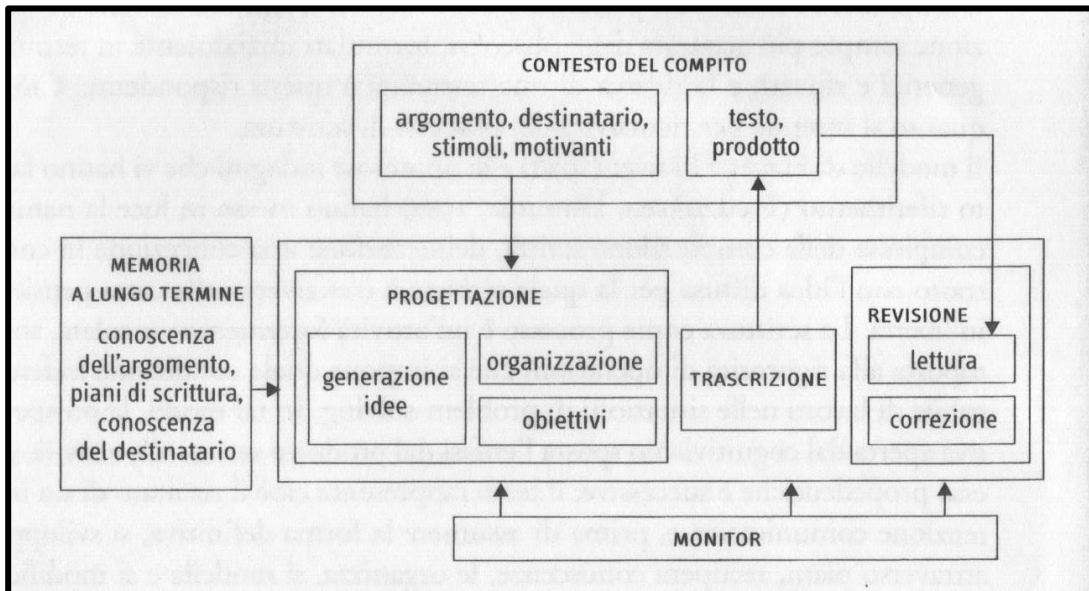 CONTESTO DEL COMPITO
argomento, destinatario,
stimoli, motivanti
testo,
prodotto
MEMORIA
A LUNGO TERMINE
conoscenza
dell'argomento,
piani di scrittura,
conoscenza
del destinatario
PROGETTAZIONE
generazione
idee
organizzazione
obiettivi
TRASCRIZIONE
REVISIONE
lettura
correzione
MONITOR